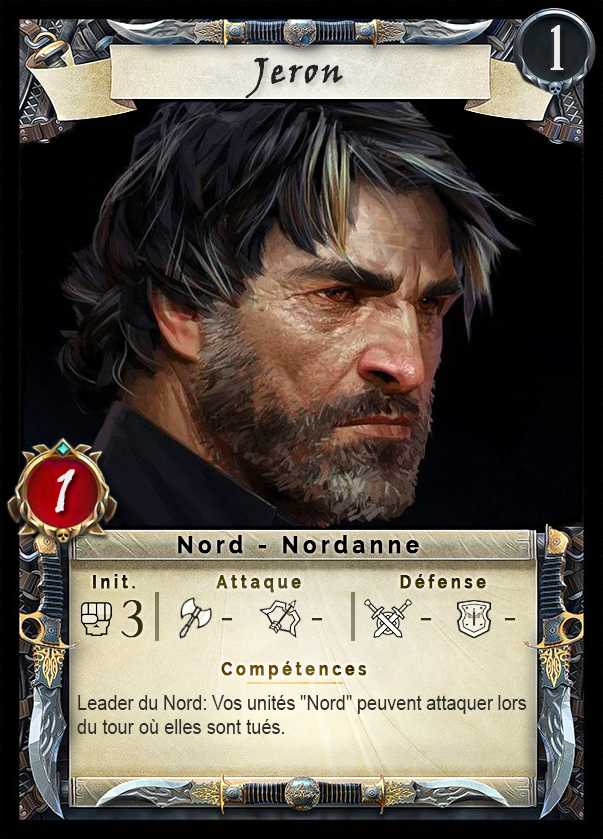 Jeron
1
1
Nord - Nordanne
Init. Attaque Défense
3 - - - -
Compétences
Leader du Nord: Vos unités "Nord" peuvent attaquer lors
du tour où elles sont tués.